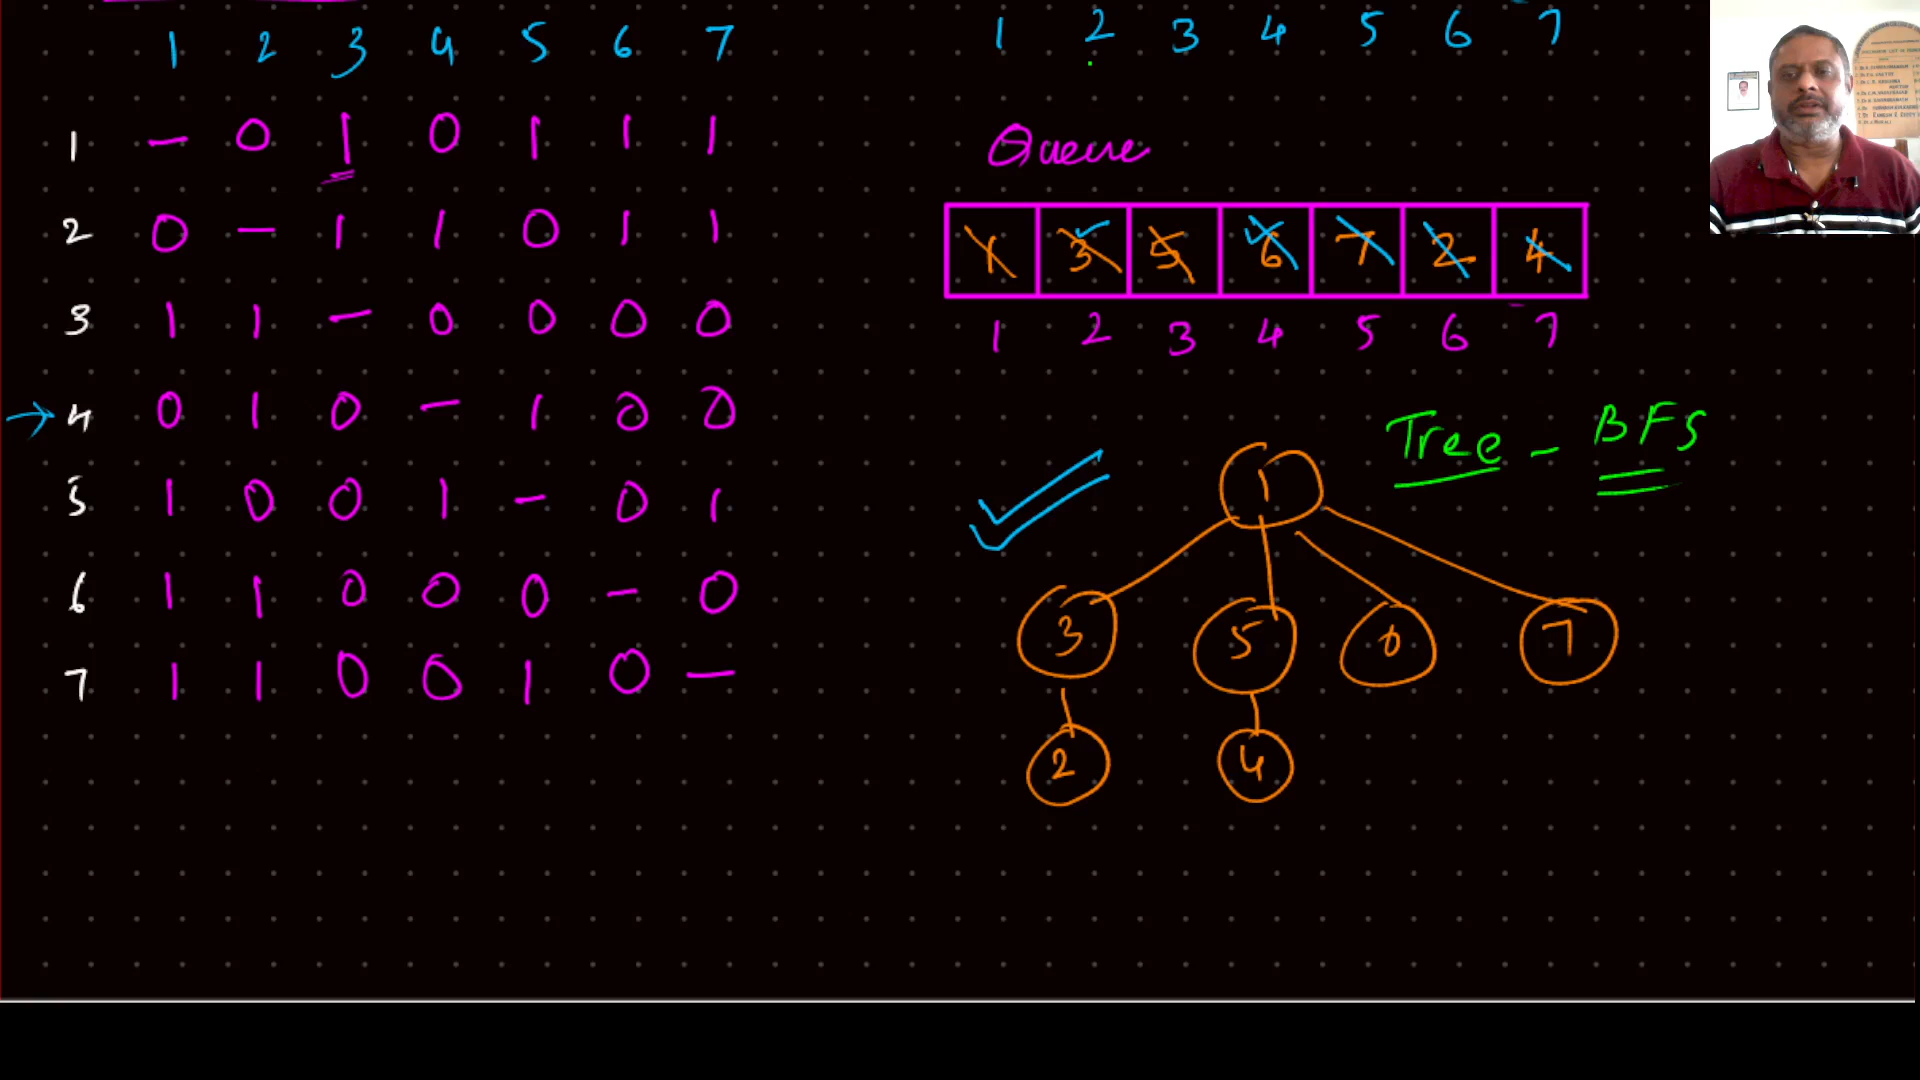 1 2 3 4 5 6 7
1 - 0 1 0 1 1 1
2 0 - 1 1 0 1 1
3 1 1 - 0 0 0 0
→ 4 0 1 0 - 1 0 0
5 1 0 0 1 - 0 1
6 1 1 0 0 0 - 0
7 1 1 0 0 1 0 -
1 2 3 4 5 6 7
Queue
1 3 5 6 7 2 4
1 2 3 4 5 6 7
Tree - BFS
1
3 5 6 7
2 4